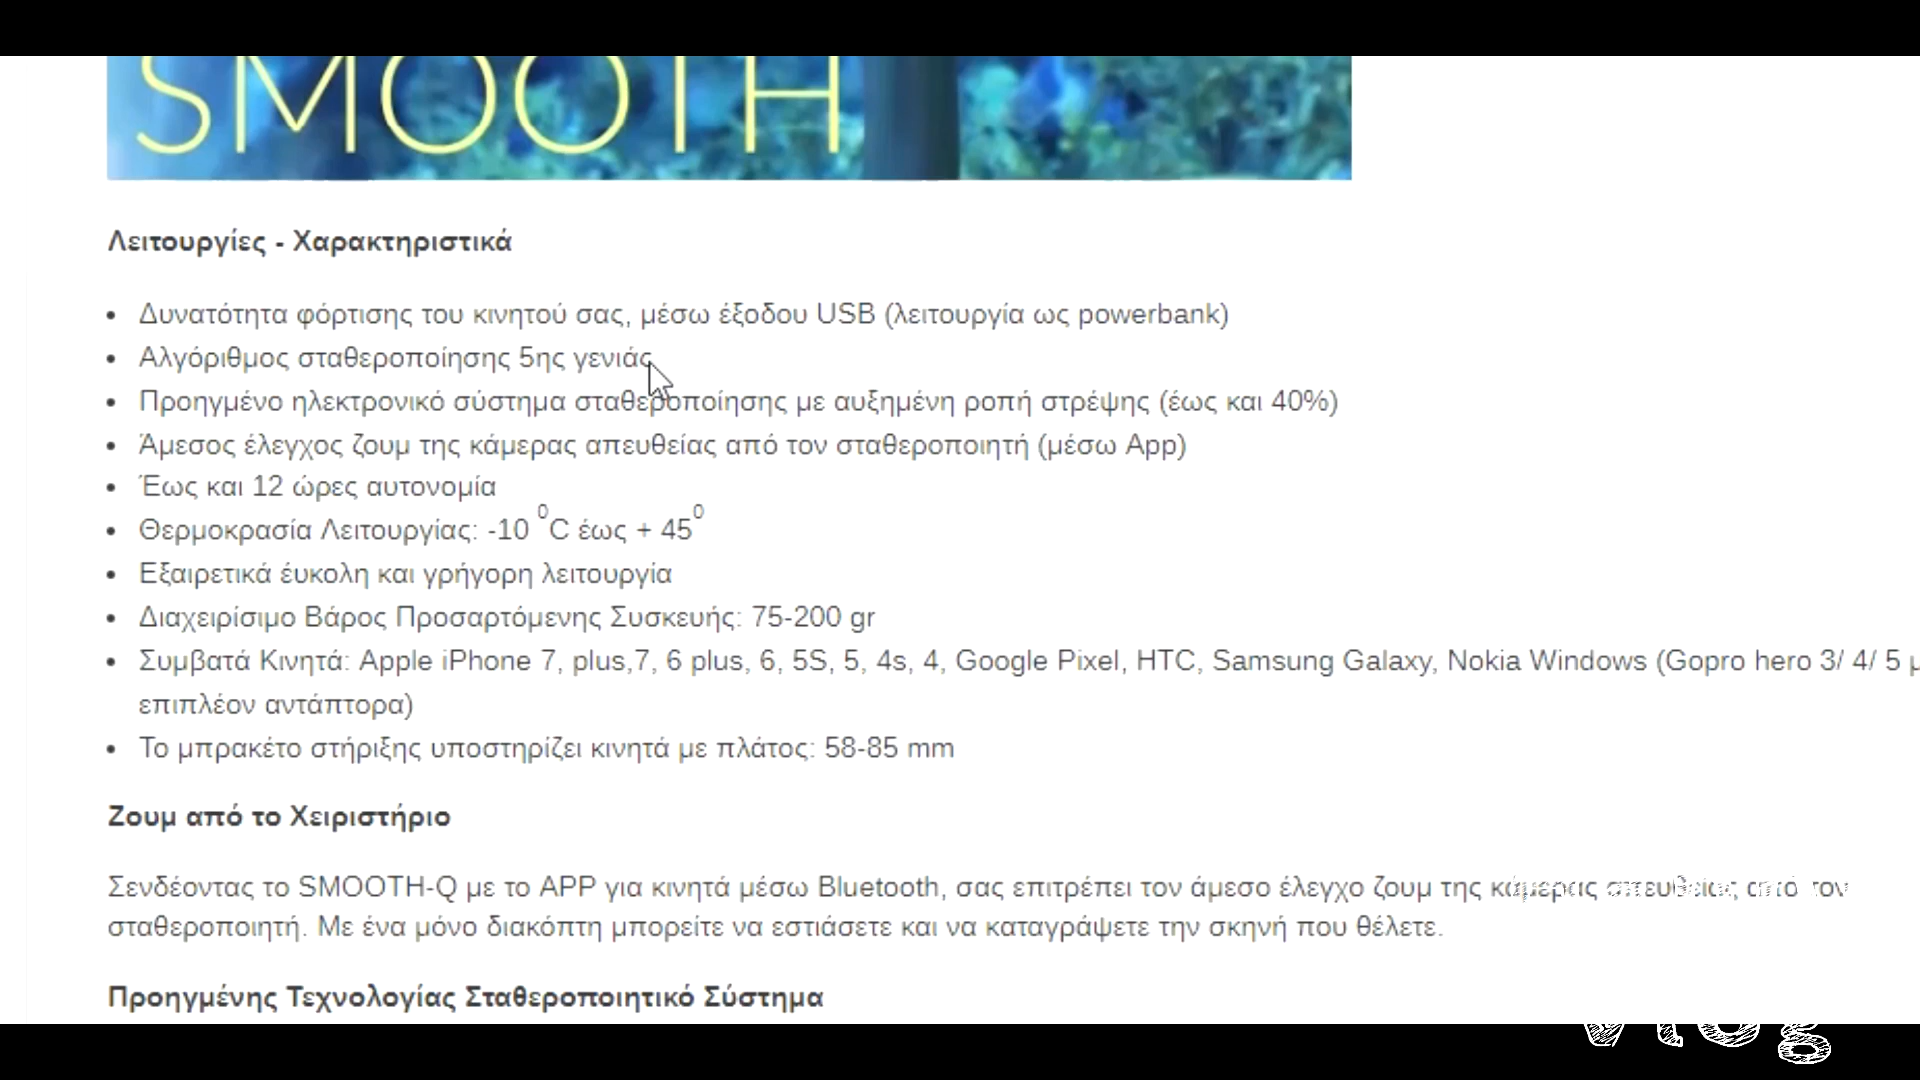 SMOOTH
Λειτουργίες - Χαρακτηριστικά
• Δυνατότητα φόρτισης του κινητού σας, μέσω έξοδου USB (λειτουργία ως powerbank)
• Αλγόριθμος σταθεροποίησης 5ης γενιάς
• Προηγμένο ηλεκτρονικό σύστημα σταθεροποίησης με αυξημένη ροπή στρέψης (έως και 40%)
• Άμεσος έλεγχος ζουμ της κάμερας απευθείας από τον σταθεροποιητή (μέσω App)
• Έως και 12 ώρες αυτονομία
• Θερμοκρασία Λειτουργίας: -10 ⁰C έως + 45⁰
• Εξαιρετικά έυκολη και γρήγορη λειτουργία
• Διαχειρίσιμο Βάρος Προσαρτόμενης Συσκευής: 75-200 gr
• Συμβατά Κινητά: Apple iPhone 7, plus,7, 6 plus, 6, 5S, 5, 4s, 4, Google Pixel, HTC, Samsung Galaxy, Nokia Windows (Gopro hero 3/ 4/ 5 μ
επιπλέον αντάπτορα)
• Το μπρακέτο στήριξης υποστηρίζει κινητά με πλάτος: 58-85 mm
Ζουμ από το Χειριστήριο
Σενδέοντας το SMOOTH-Q με το APP για κινητά μέσω Bluetooth, σας επιτρέπει τον άμεσο έλεγχο ζουμ της κάμερας απευθείας από τον
σταθεροποιητή. Με ένα μόνο διακόπτη μπορείτε να εστιάσετε και να καταγράψετε την σκηνή που θέλετε.
Προηγμένης Τεχνολογίας Σταθεροποιητικό Σύστημα
vlog